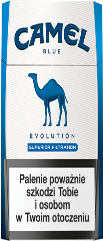 CAMEL
BLUE
EVOLUTION
SUPERIOR FILTRATION
Palenie poważnie
szkodzi Tobie
i osobom
w Twoim otoczeniu